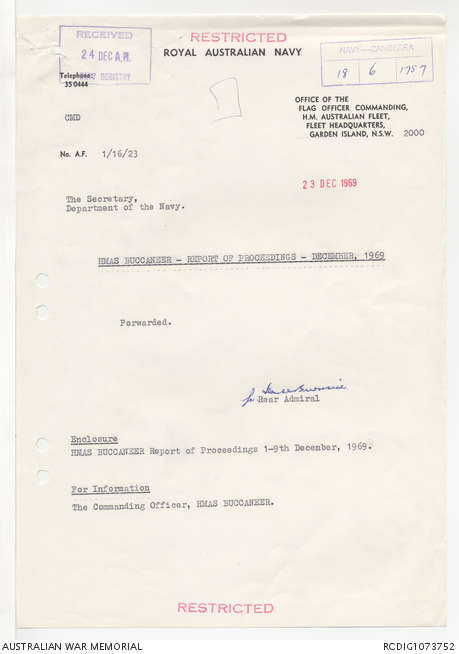 RECEIVED
24 DEC A.M.
NAVY REGISTRY
RESTRICTED
ROYAL AUSTRALIAN NAVY
NAVY—CANBERRA
18 6 1757
Telephone:
35 0444
CMD
No. A.F. 1/16/23
OFFICE OF THE
FLAG OFFICER COMMANDING,
H.M. AUSTRALIAN FLEET,
FLEET HEADQUARTERS,
GARDEN ISLAND, N.S.W. 2000
23 DEC 1969
The Secretary,
Department of the Navy.
HMAS BUCCANEER - REPORT OF PROCEEDINGS - DECEMBER, 1969
Forwarded.
for
Rear Admiral
Enclosure
HMAS BUCCANEER Report of Proceedings 1-9th December, 1969.
For Information
The Commanding Officer, HMAS BUCCANEER.
RESTRICTED
AUSTRALIAN WAR MEMORIAL
RCDIG1073752